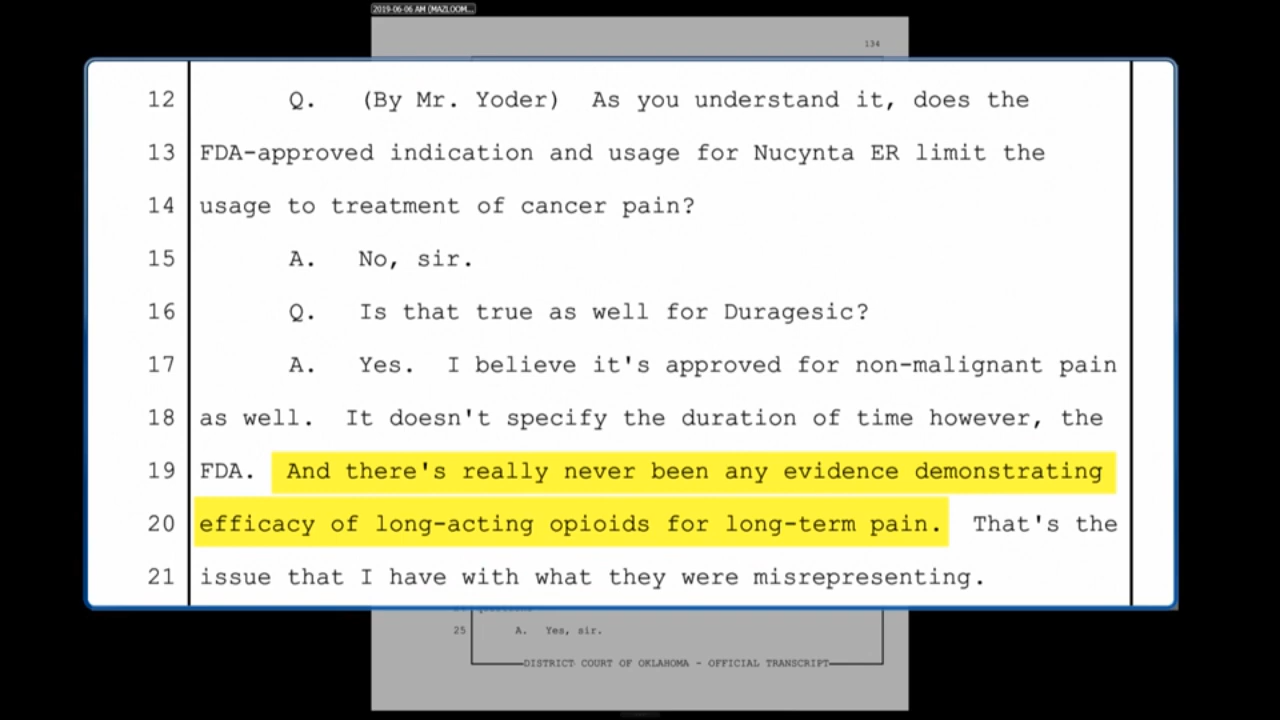 2019-06-06 AM (MAZLOOM...
134
12 Q. (By Mr. Yoder) As you understand it, does the
13 FDA-approved indication and usage for Nucynta ER limit the
14 usage to treatment of cancer pain?
15 A. No, sir.
16 Q. Is that true as well for Duragesic?
17 A. Yes. I believe it's approved for non-malignant pain
18 as well. It doesn't specify the duration of time however, the
19 FDA. And there's really never been any evidence demonstrating
20 efficacy of long-acting opioids for long-term pain. That's the
21 issue that I have with what they were misrepresenting.
25 A. Yes, sir.
DISTRICT COURT OF OKLAHOMA - OFFICIAL TRANSCRIPT